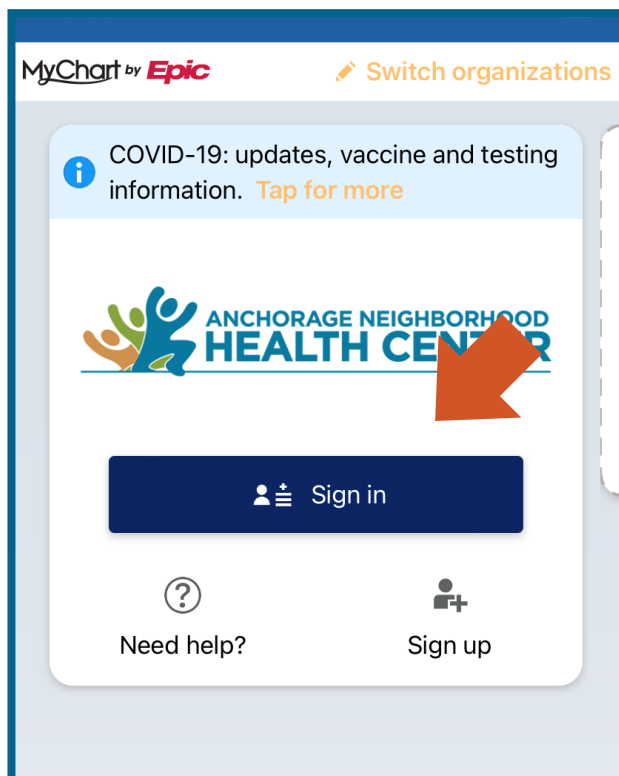 MyChart by Epic
Switch organizations
COVID-19: updates, vaccine and testing
information. Tap for more
ANCHORAGE NEIGHBORHOOD
HEALTH CENTER
Sign in
Need help?
Sign up